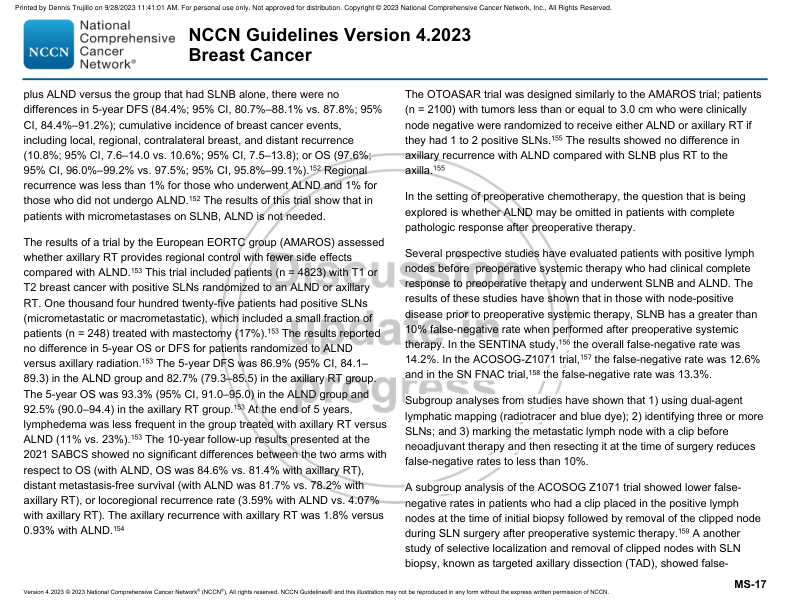 Printed by Dennis Trujillo on 9/28/2023 11:41:01 AM. For personal use only. Not approved for distribution. Copyright © 2023 National Comprehensive Cancer Network, Inc., All Rights Reserved.
NCCN
National
Comprehensive
Cancer
Network®
NCCN Guidelines Version 4.2023
Breast Cancer
plus ALND versus the group that had SLNB alone, there were no
differences in 5-year DFS (84.4%; 95% CI, 80.7%–88.1% vs. 87.8%; 95%
CI, 84.4%–91.2%); cumulative incidence of breast cancer events,
including local, regional, contralateral breast, and distant recurrence
(10.8%; 95% CI, 7.6–14.0 vs. 10.6%; 95% CI, 7.5–13.8); or OS (97.6%;
95% CI, 96.0%–99.2% vs. 97.5%; 95% CI, 95.8%–99.1%).152 Regional
recurrence was less than 1% for those who underwent ALND and 1% for
those who did not undergo ALND.152 The results of this trial show that in
patients with micrometastases on SLNB, ALND is not needed.
The results of a trial by the European EORTC group (AMAROS) assessed
whether axillary RT provides regional control with fewer side effects
compared with ALND.153 This trial included patients (n = 4823) with T1 or
T2 breast cancer with positive SLNs randomized to an ALND or axillary
RT. One thousand four hundred twenty-five patients had positive SLNs
(micrometastatic or macrometastatic), which included a small fraction of
patients (n = 248) treated with mastectomy (17%).153 The results reported
no difference in 5-year OS or DFS for patients randomized to ALND
versus axillary radiation.153 The 5-year DFS was 86.9% (95% CI, 84.1–
89.3) in the ALND group and 82.7% (79.3–85.5) in the axillary RT group.
The 5-year OS was 93.3% (95% CI, 91.0–95.0) in the ALND group and
92.5% (90.0–94.4) in the axillary RT group.153 At the end of 5 years,
lymphedema was less frequent in the group treated with axillary RT versus
ALND (11% vs. 23%).153 The 10-year follow-up results presented at the
2021 SABCS showed no significant differences between the two arms with
respect to OS (with ALND, OS was 84.6% vs. 81.4% with axillary RT),
distant metastasis-free survival (with ALND was 81.7% vs. 78.2% with
axillary RT), or locoregional recurrence rate (3.59% with ALND vs. 4.07%
with axillary RT). The axillary recurrence with axillary RT was 1.8% versus
0.93% with ALND.154
The OTOASAR trial was designed similarly to the AMAROS trial; patients
(n = 2100) with tumors less than or equal to 3.0 cm who were clinically
node negative were randomized to receive either ALND or axillary RT if
they had 1 to 2 positive SLNs.155 The results showed no difference in
axillary recurrence with ALND compared with SLNB plus RT to the
axilla.155
In the setting of preoperative chemotherapy, the question that is being
explored is whether ALND may be omitted in patients with complete
pathologic response after preoperative therapy.
Several prospective studies have evaluated patients with positive lymph
nodes before preoperative systemic therapy who had clinical complete
response to preoperative therapy and underwent SLNB and ALND. The
results of these studies have shown that in those with node-positive
disease prior to preoperative systemic therapy, SLNB has a greater than
10% false-negative rate when performed after preoperative systemic
therapy. In the SENTINA study,156 the overall false-negative rate was
14.2%. In the ACOSOG-Z1071 trial,157 the false-negative rate was 12.6%
and in the SN FNAC trial,158 the false-negative rate was 13.3%.
Subgroup analyses from studies have shown that 1) using dual-agent
lymphatic mapping (radiotracer and blue dye); 2) identifying three or more
SLNs; and 3) marking the metastatic lymph node with a clip before
neoadjuvant therapy and then resecting it at the time of surgery reduces
false-negative rates to less than 10%.
A subgroup analysis of the ACOSOG Z1071 trial showed lower false-
negative rates in patients who had a clip placed in the positive lymph
nodes at the time of initial biopsy followed by removal of the clipped node
during SLN surgery after preoperative systemic therapy.159 A another
study of selective localization and removal of clipped nodes with SLN
biopsy, known as targeted axillary dissection (TAD), showed false-
Discussion
update in
progress
MS-17
Version 4.2023 © 2023 National Comprehensive Cancer Network® (NCCN®), All rights reserved. NCCN Guidelines® and this illustration may not be reproduced in any form without the express written permission of NCCN.